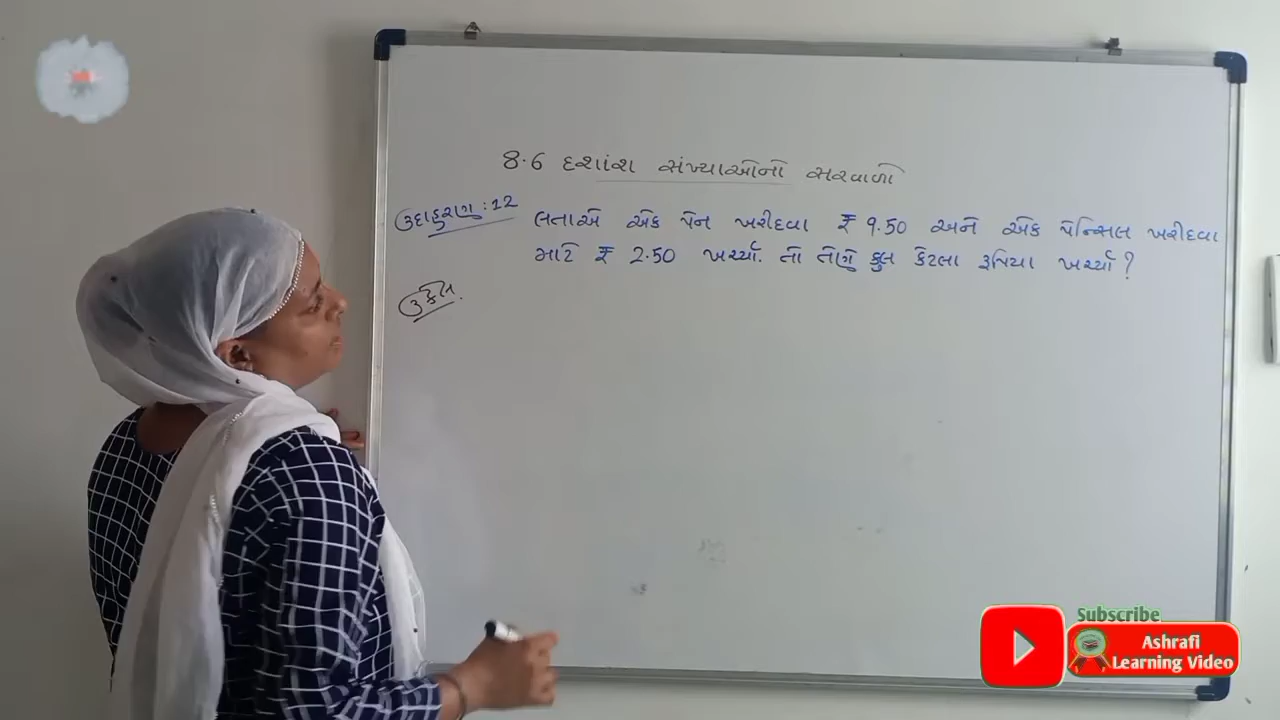 8.6 દશાંશ સંખ્યાઓનો સરવાળો
ઉદાહરણ : 12 લતાએ એક પેન ખરીદવા ₹ 9.50 અને એક પેન્સિલ ખરીદવા
માટે ₹ 2.50 ખર્ચ્યા. તો તેણે કુલ કેટલા રૂપિયા ખર્ચ્યા ?
ઉકેલ.
Subscribe
Ashrafi
Learning Video